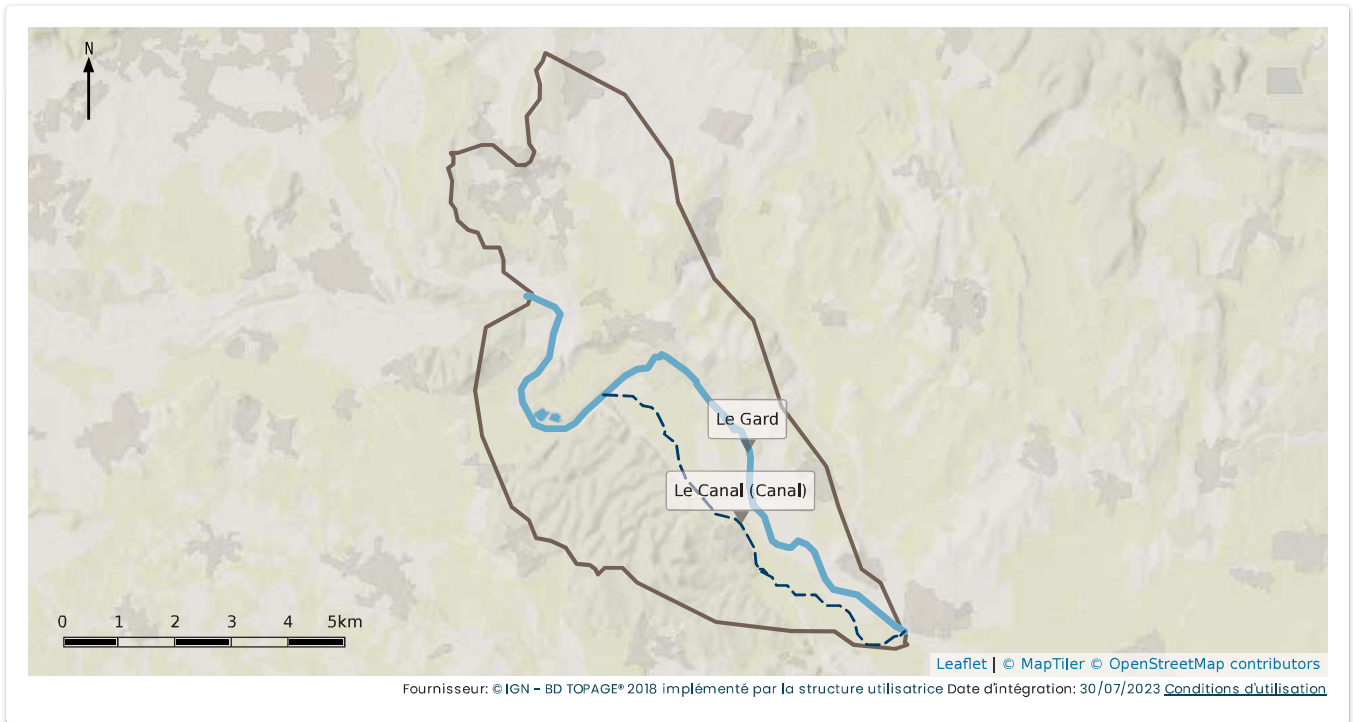 N
Le Gard
Le Canal (Canal)
0 1 2 3 4 5km
Leaflet | © MapTiler © OpenStreetMap contributors
Fournisseur: © IGN - BD TOPAGE® 2018 implémenté par la structure utilisatrice Date d'intégration: 30/07/2023 Conditions d'utilisation